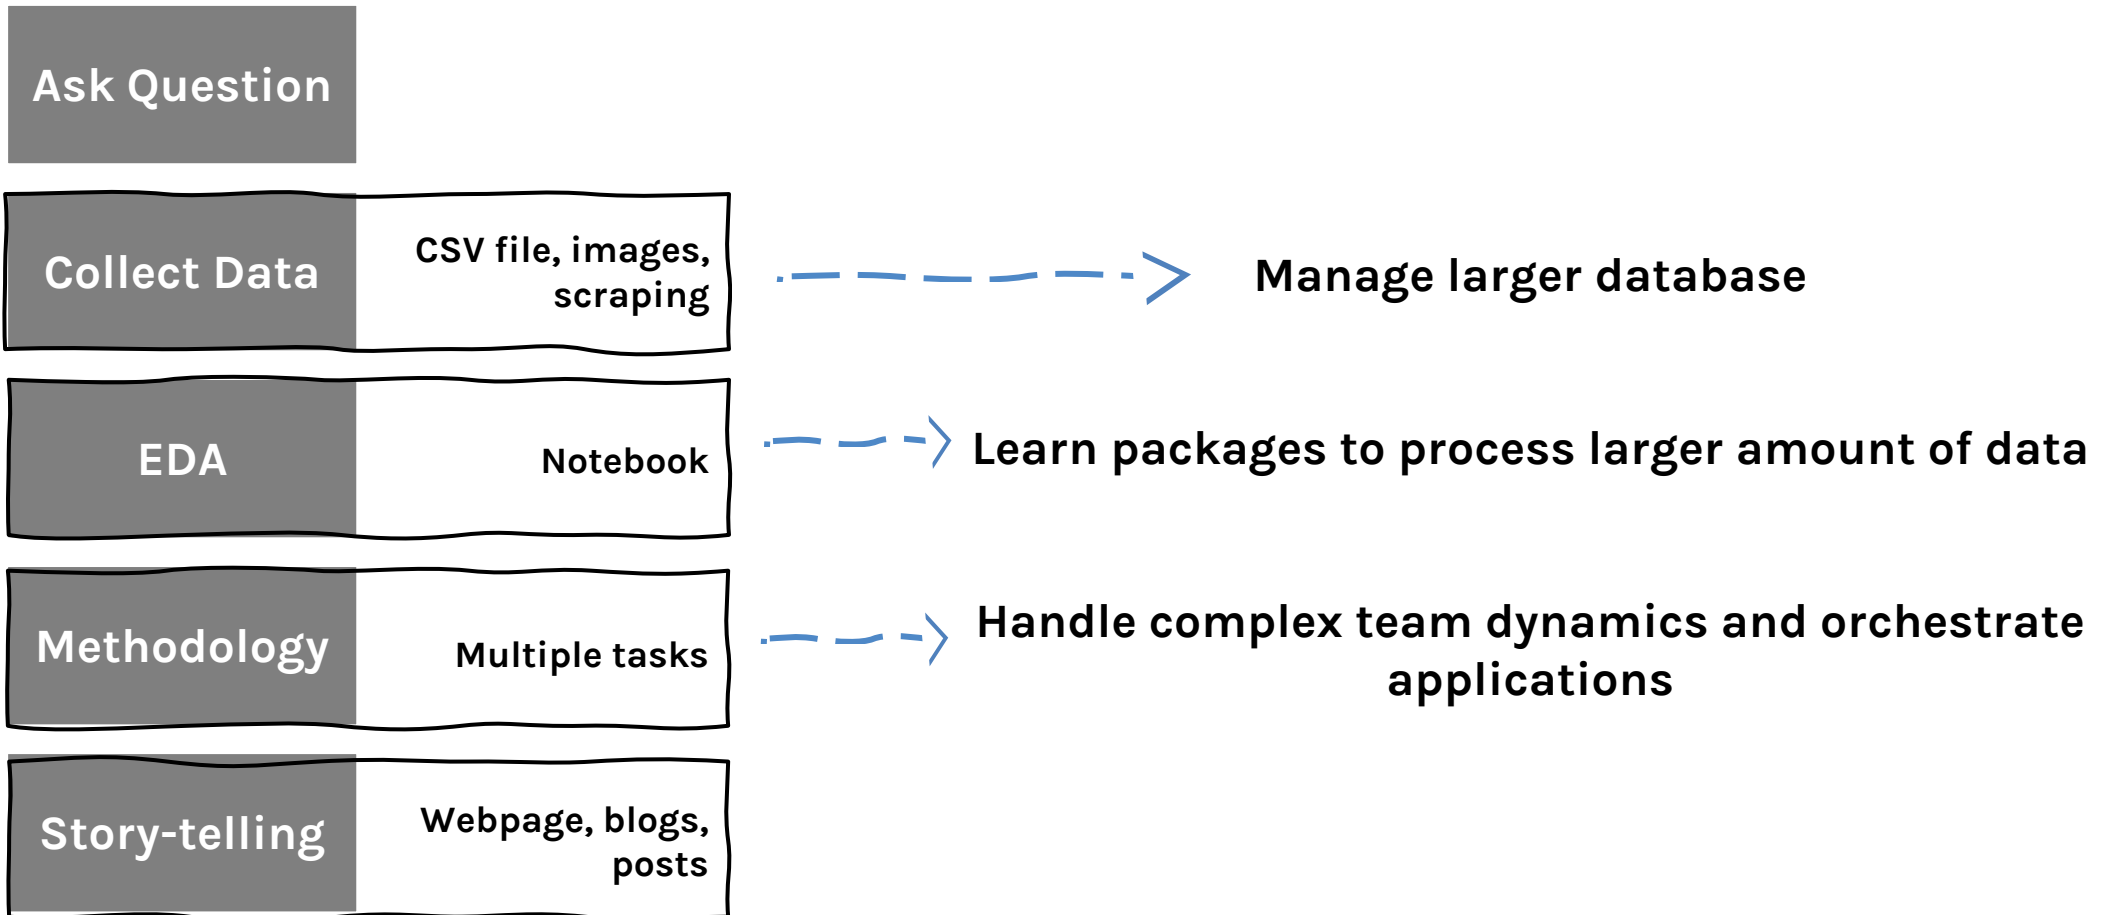 Ask Question
Collect Data
CSV file, images,
scraping
Manage larger database
EDA
Notebook
Learn packages to process larger amount of data
Methodology
Multiple tasks
Handle complex team dynamics and orchestrate
applications
Story-telling
Webpage, blogs,
posts